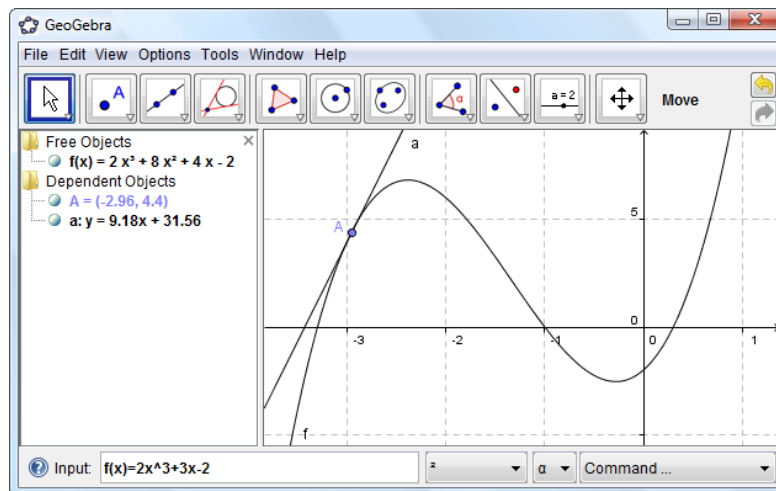 GeoGebra
File Edit View Options Tools Window Help
A
α
a = 2
Move
Free Objects
f(x) = 2 x³ + 8 x² + 4 x - 2
Dependent Objects
A = (-2.96, 4.4)
a: y = 9.18x + 31.56
a
A
5
0
-3 -2 -1 0 1
f
Input: f(x)=2x^3+3x-2 ² α Command ...